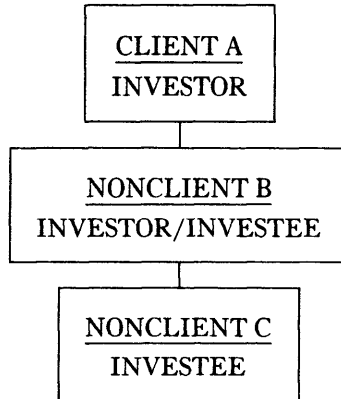 CLIENT A
INVESTOR
NONCLIENT B
INVESTOR/INVESTEE
NONCLIENT C
INVESTEE